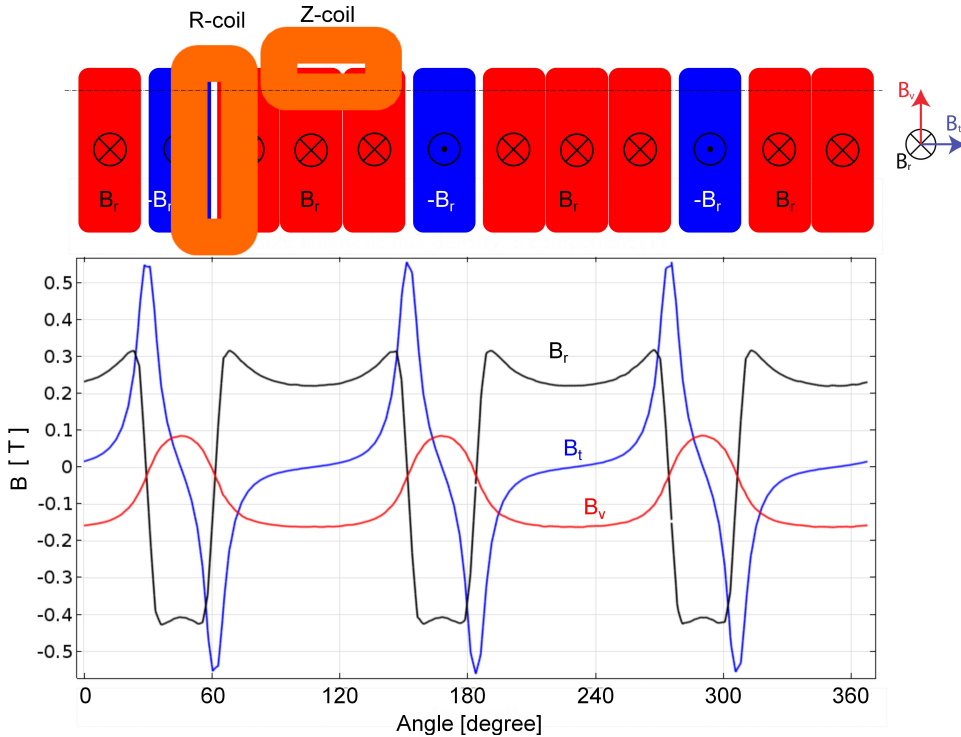 R-coil
Z-coil
B_v
B_t
B_r
B_r
-B_r
B_r
-B_r
B_r
-B_r
B_r
B [ T ]
0.5
0.4
0.3
0.2
0.1
0
-0.1
-0.2
-0.3
-0.4
-0.5
B_r
B_t
B_v
0
60
120
180
240
300
360
Angle [degree]